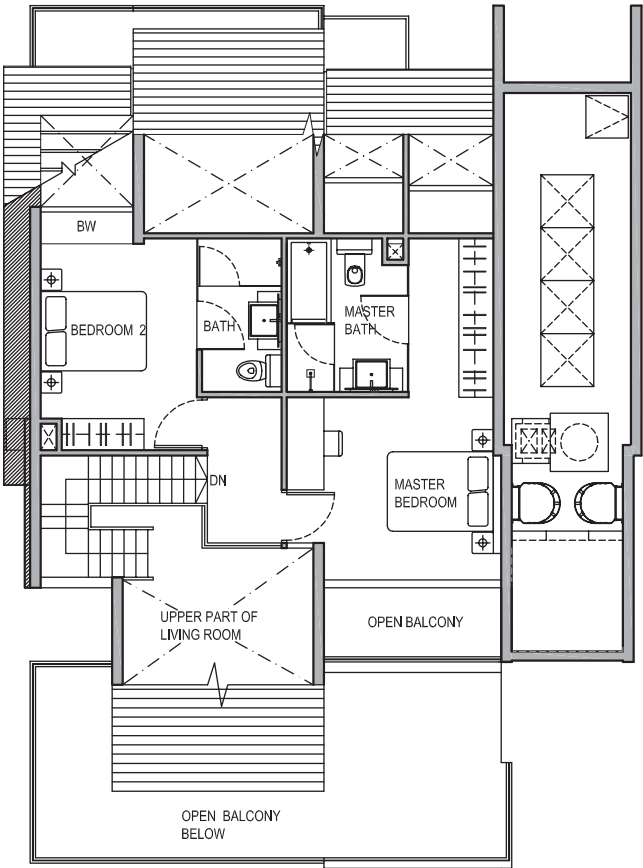 BW
BEDROOM 2
BATH
MASTER
BATH
DN
MASTER
BEDROOM
UPPER PART OF
LIVING ROOM
OPEN BALCONY
OPEN BALCONY
BELOW